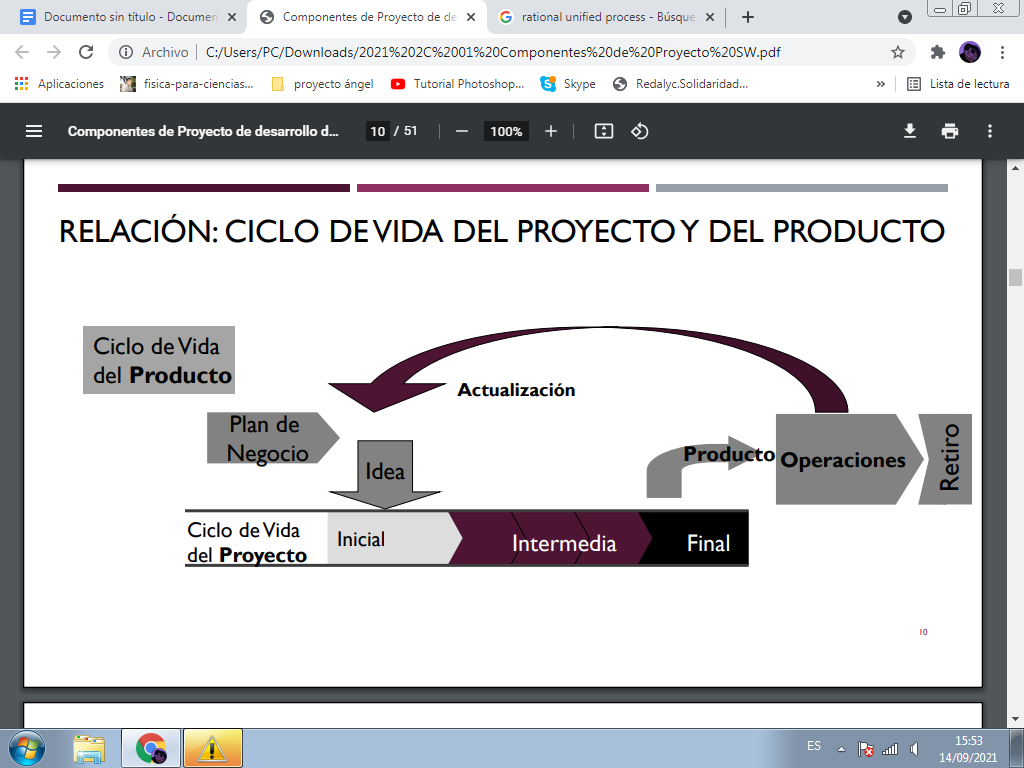 Documento sin título - Documen
Componentes de Proyecto de de
rational unified process - Búsque
Archivo
C:/Users/PC/Downloads/2021%202C%2001%20Componentes%20de%20Proyecto%20SW.pdf
Aplicaciones
fisica-para-ciencias...
proyecto ángel
Tutorial Photoshop...
Skype
Redalyc.Solidaridad...
»
Lista de lectura
Componentes de Proyecto de desarrollo d...
10 / 51
100%
RELACIÓN: CICLO DE VIDA DEL PROYECTO Y DEL PRODUCTO
Ciclo de Vida
del Producto
Actualización
Plan de
Negocio
Idea
Producto
Operaciones
Retiro
Ciclo de Vida
del Proyecto
Inicial
Intermedia
Final
10
ES
15:53
14/09/2021